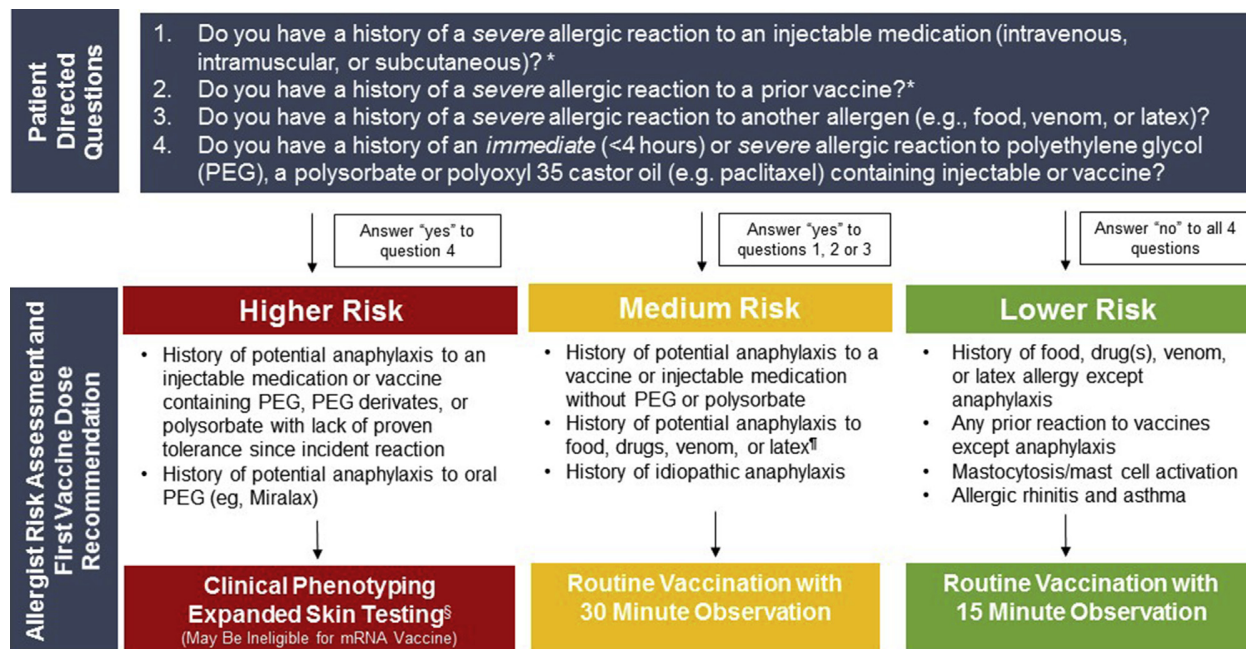 Patient
Directed
Questions
1. Do you have a history of a severe allergic reaction to an injectable medication (intravenous,
intramuscular, or subcutaneous)? *
2. Do you have a history of a severe allergic reaction to a prior vaccine?*
3. Do you have a history of a severe allergic reaction to another allergen (e.g., food, venom, or latex)?
4. Do you have a history of an immediate (<4 hours) or severe allergic reaction to polyethylene glycol
(PEG), a polysorbate or polyoxyl 35 castor oil (e.g. paclitaxel) containing injectable or vaccine?
Answer “yes” to
question 4
Answer “yes” to
questions 1, 2 or 3
Answer “no” to all 4
questions
Allergist Risk Assessment and
First Vaccine Dose
Recommendation
Higher Risk
• History of potential anaphylaxis to an
injectable medication or vaccine
containing PEG, PEG derivates, or
polysorbate with lack of proven
tolerance since incident reaction
• History of potential anaphylaxis to oral
PEG (eg, Miralax)
Clinical Phenotyping
Expanded Skin Testing§
(May Be Ineligible for mRNA Vaccine)
Medium Risk
• History of potential anaphylaxis to a
vaccine or injectable medication
without PEG or polysorbate
• History of potential anaphylaxis to
food, drugs, venom, or latex¶
• History of idiopathic anaphylaxis
Routine Vaccination with
30 Minute Observation
Lower Risk
• History of food, drug(s), venom,
or latex allergy except
anaphylaxis
• Any prior reaction to vaccines
except anaphylaxis
• Mastocytosis/mast cell activation
• Allergic rhinitis and asthma
Routine Vaccination with
15 Minute Observation